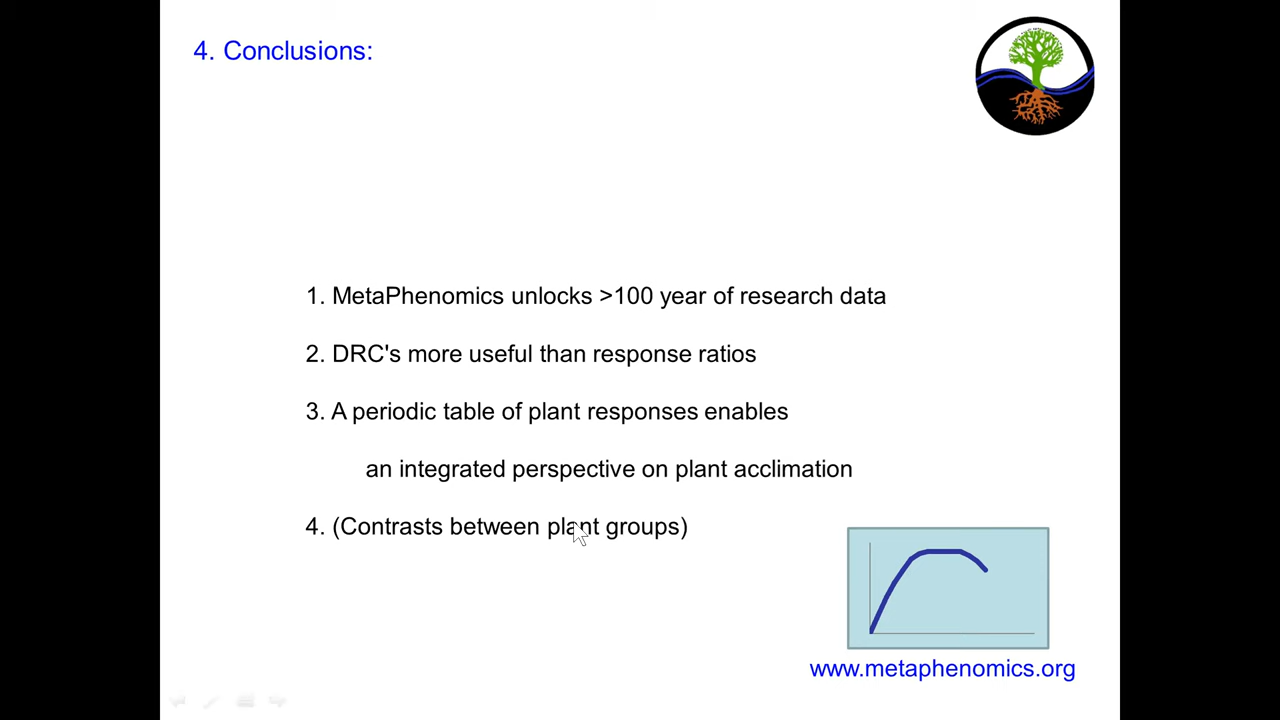 4. Conclusions:
1. MetaPhenomics unlocks >100 year of research data
2. DRC's more useful than response ratios
3. A periodic table of plant responses enables
an integrated perspective on plant acclimation
4. (Contrasts between plant groups)
www.metaphenomics.org